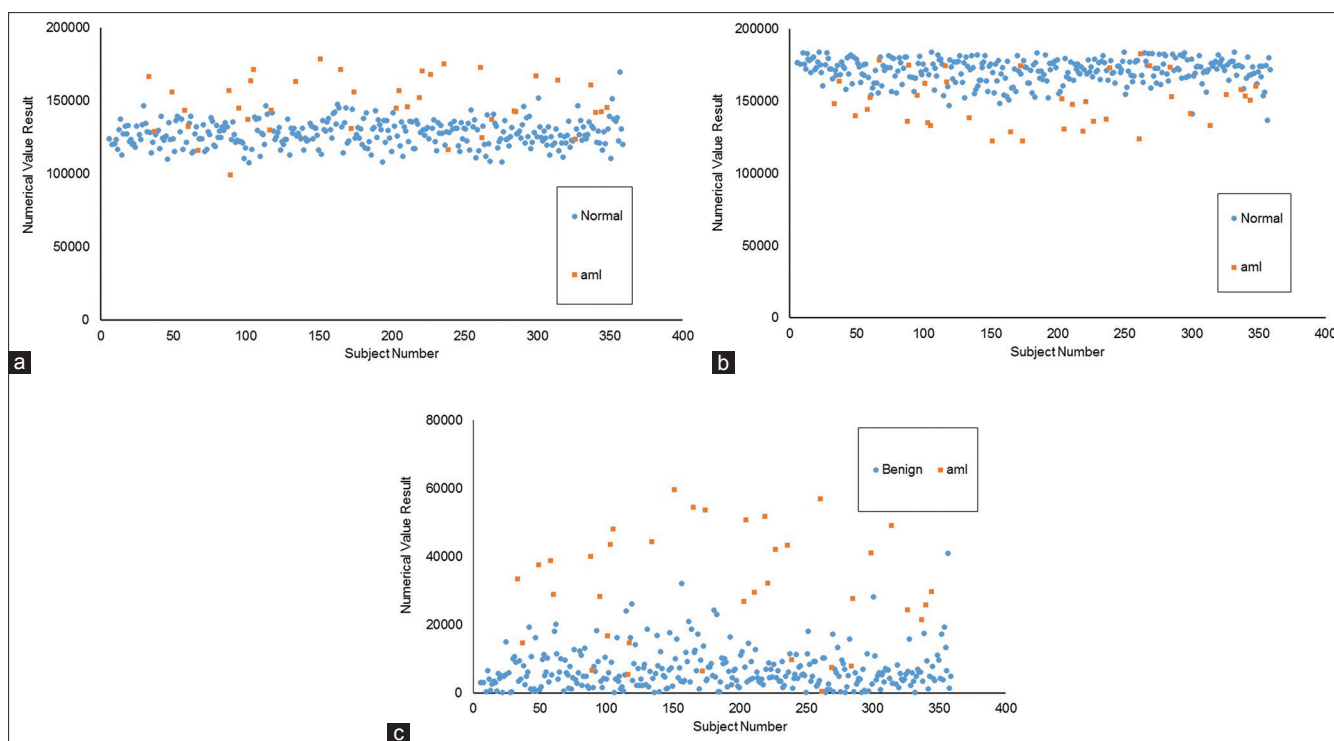 200000
150000
100000
50000
0
Numerical Value Result
Normal
aml
0 50 100 150 200 250 300 350 400
Subject Number
a
200000
150000
100000
50000
0
Numerical Value Result
Normal
aml
0 50 100 150 200 250 300 350 400
Subject Number
b
80000
60000
40000
20000
0
Numerical Value Result
Benign aml
0 50 100 150 200 250 300 350 400
Subject Number
c